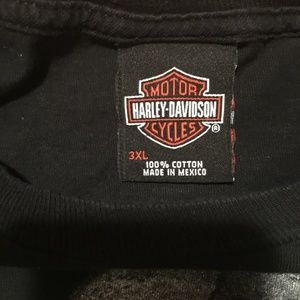 MOTOR
HARLEY-DAVIDSON
CYCLES ®
3XL
100% COTTON
MADE IN MEXICO